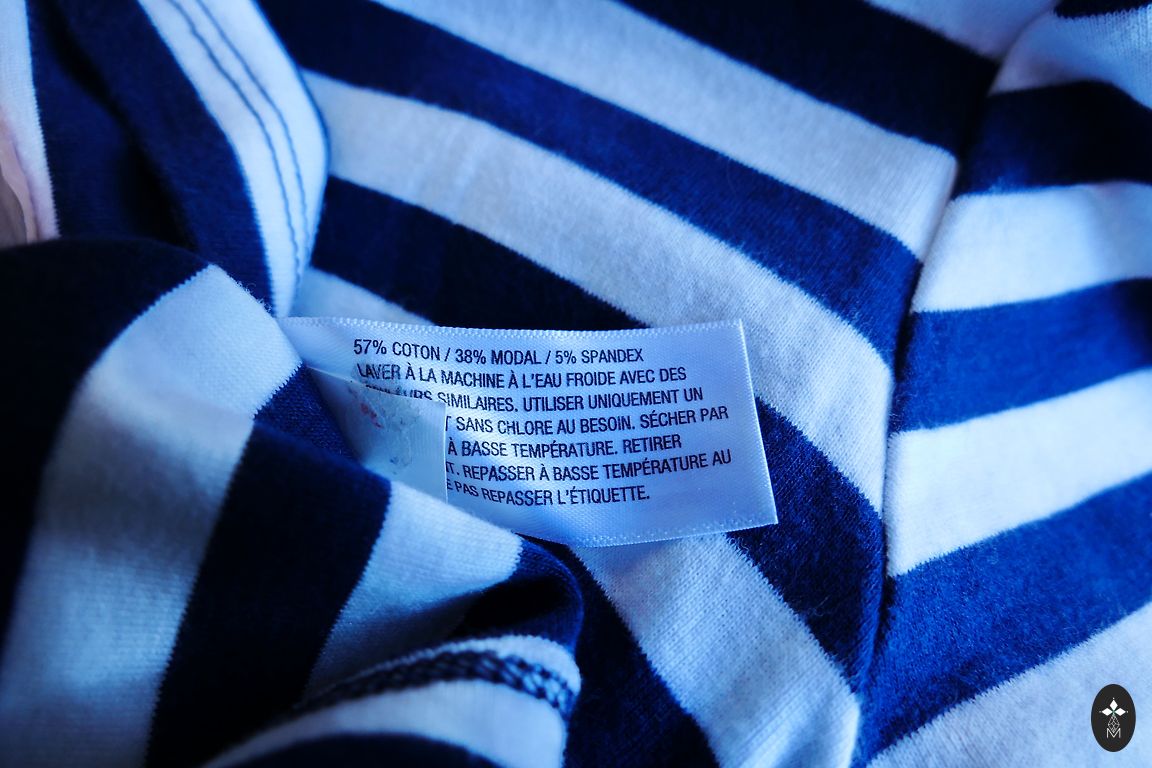 57% COTON / 38% MODAL / 5% SPANDEX
LAVER À LA MACHINE À L'EAU FROIDE AVEC DES
SIMILAIRES. UTILISER UNIQUEMENT UN
SANS CHLORE AU BESOIN. SÉCHER PAR
À BASSE TEMPÉRATURE. RETIRER
REPASSER À BASSE TEMPÉRATURE AU
PAS REPASSER L'ÉTIQUETTE.
M